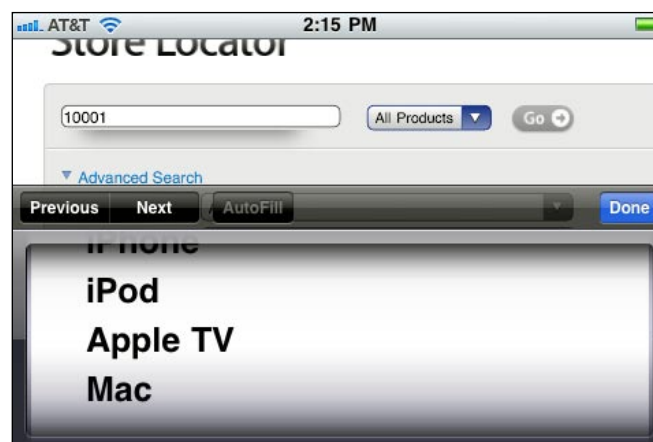 AT&T 2:15 PM
Store Locator
10001 All Products Go
Advanced Search
Previous Next AutoFill Done
iPhone
iPod
Apple TV
Mac